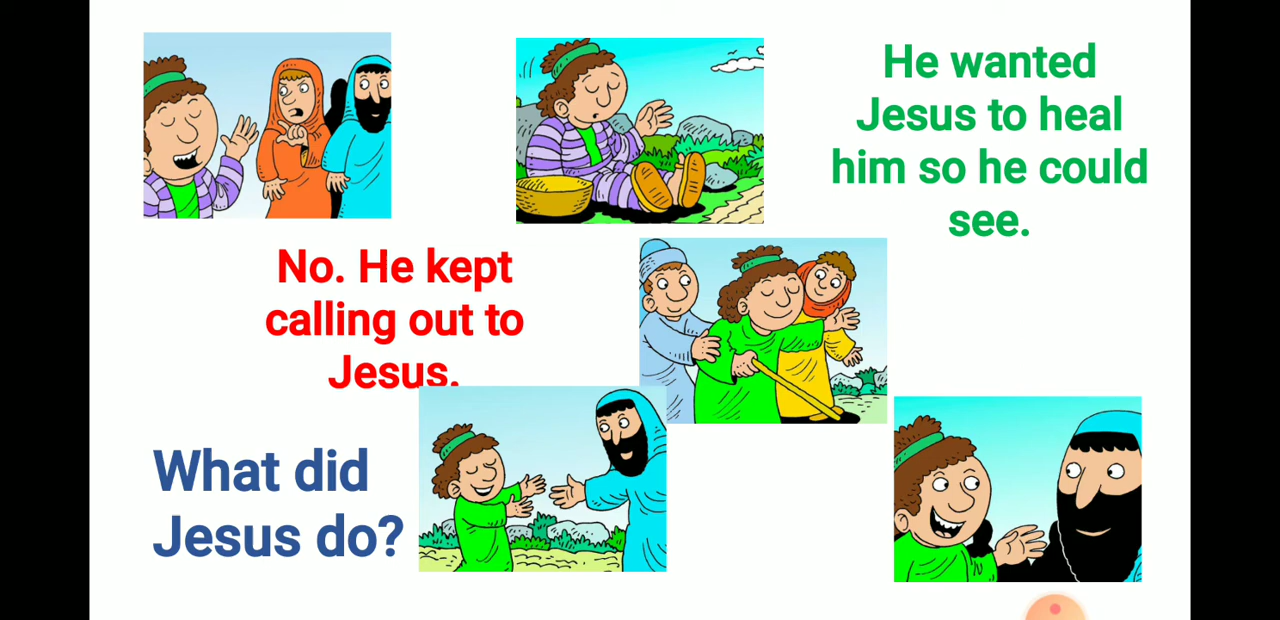 He wanted
Jesus to heal
him so he could
see.
No. He kept
calling out to
Jesus.
What did
Jesus do?